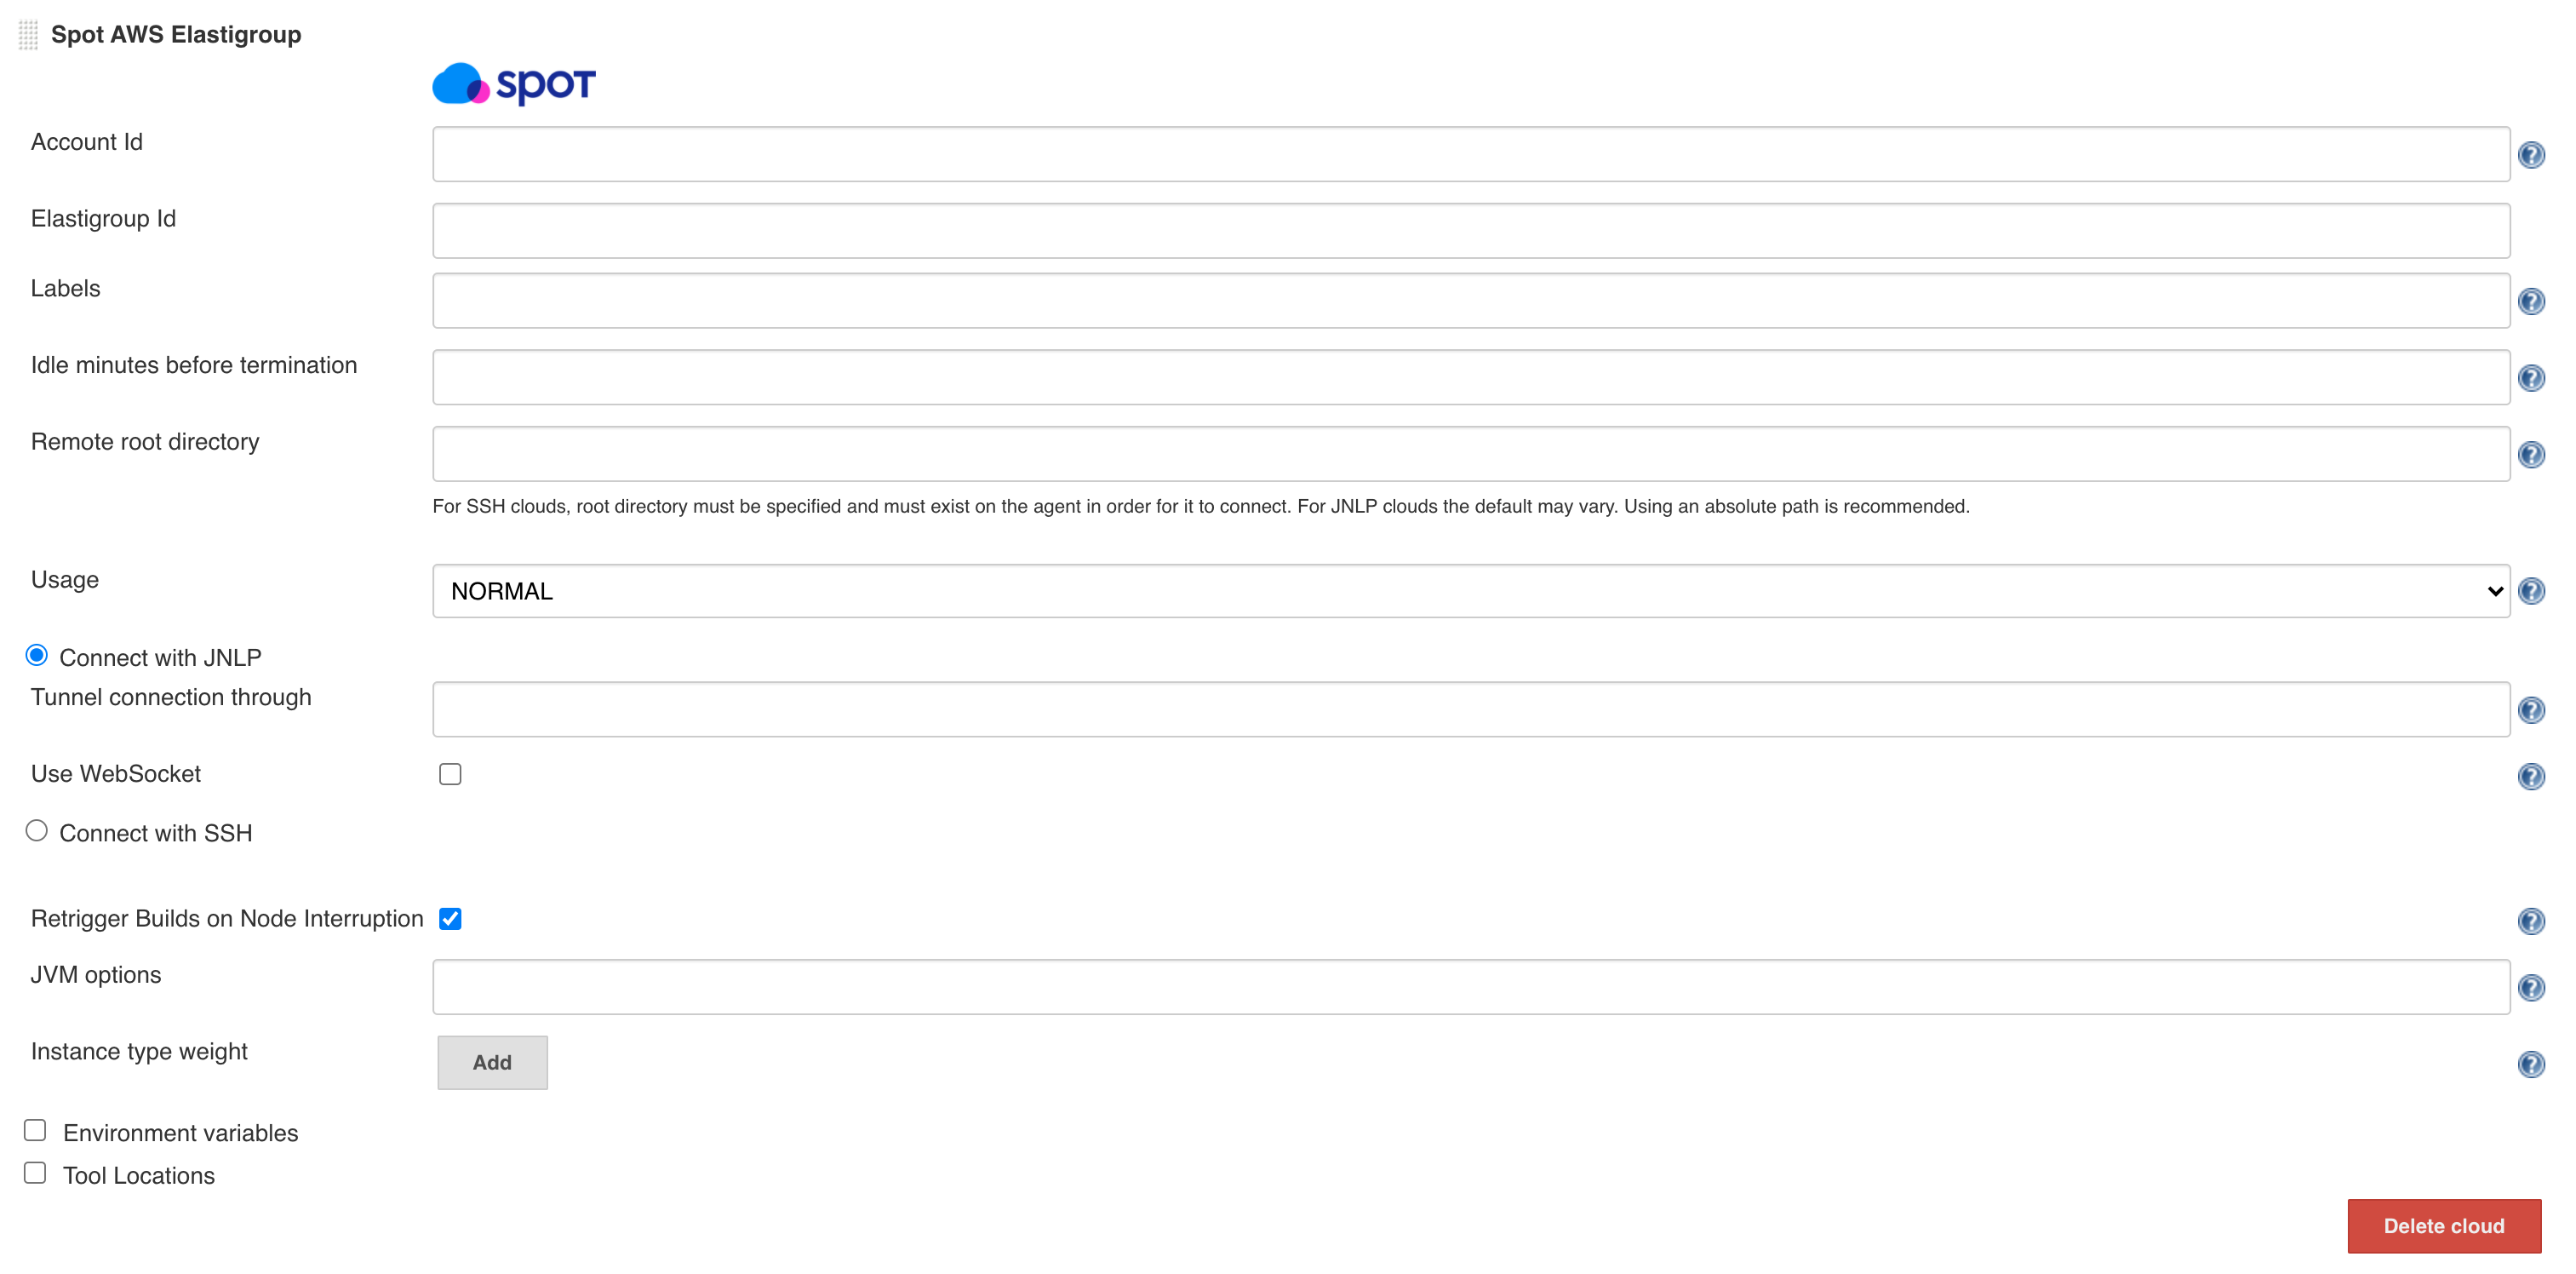 Spot AWS Elastigroup
spot
Account Id
Elastigroup Id
Labels
Idle minutes before termination
Remote root directory
For SSH clouds, root directory must be specified and must exist on the agent in order for it to connect. For JNLP clouds the default may vary. Using an absolute path is recommended.
Usage NORMAL
Connect with JNLP
Tunnel connection through
Use WebSocket
Connect with SSH
Retrigger Builds on Node Interruption
JVM options
Instance type weight Add
Environment variables
Tool Locations
Delete cloud